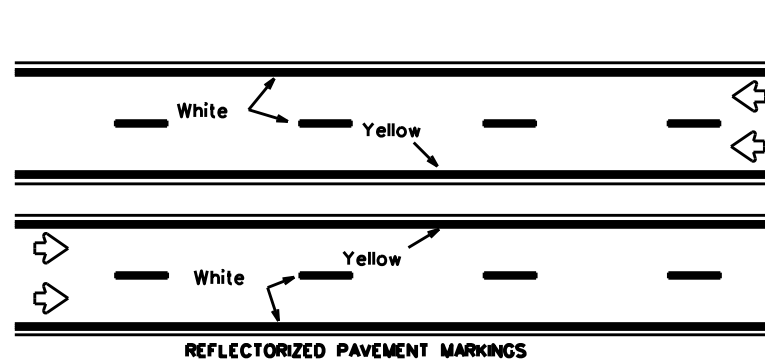 White
Yellow
Yellow
White
REFLECTORIZED PAVEMENT MARKINGS